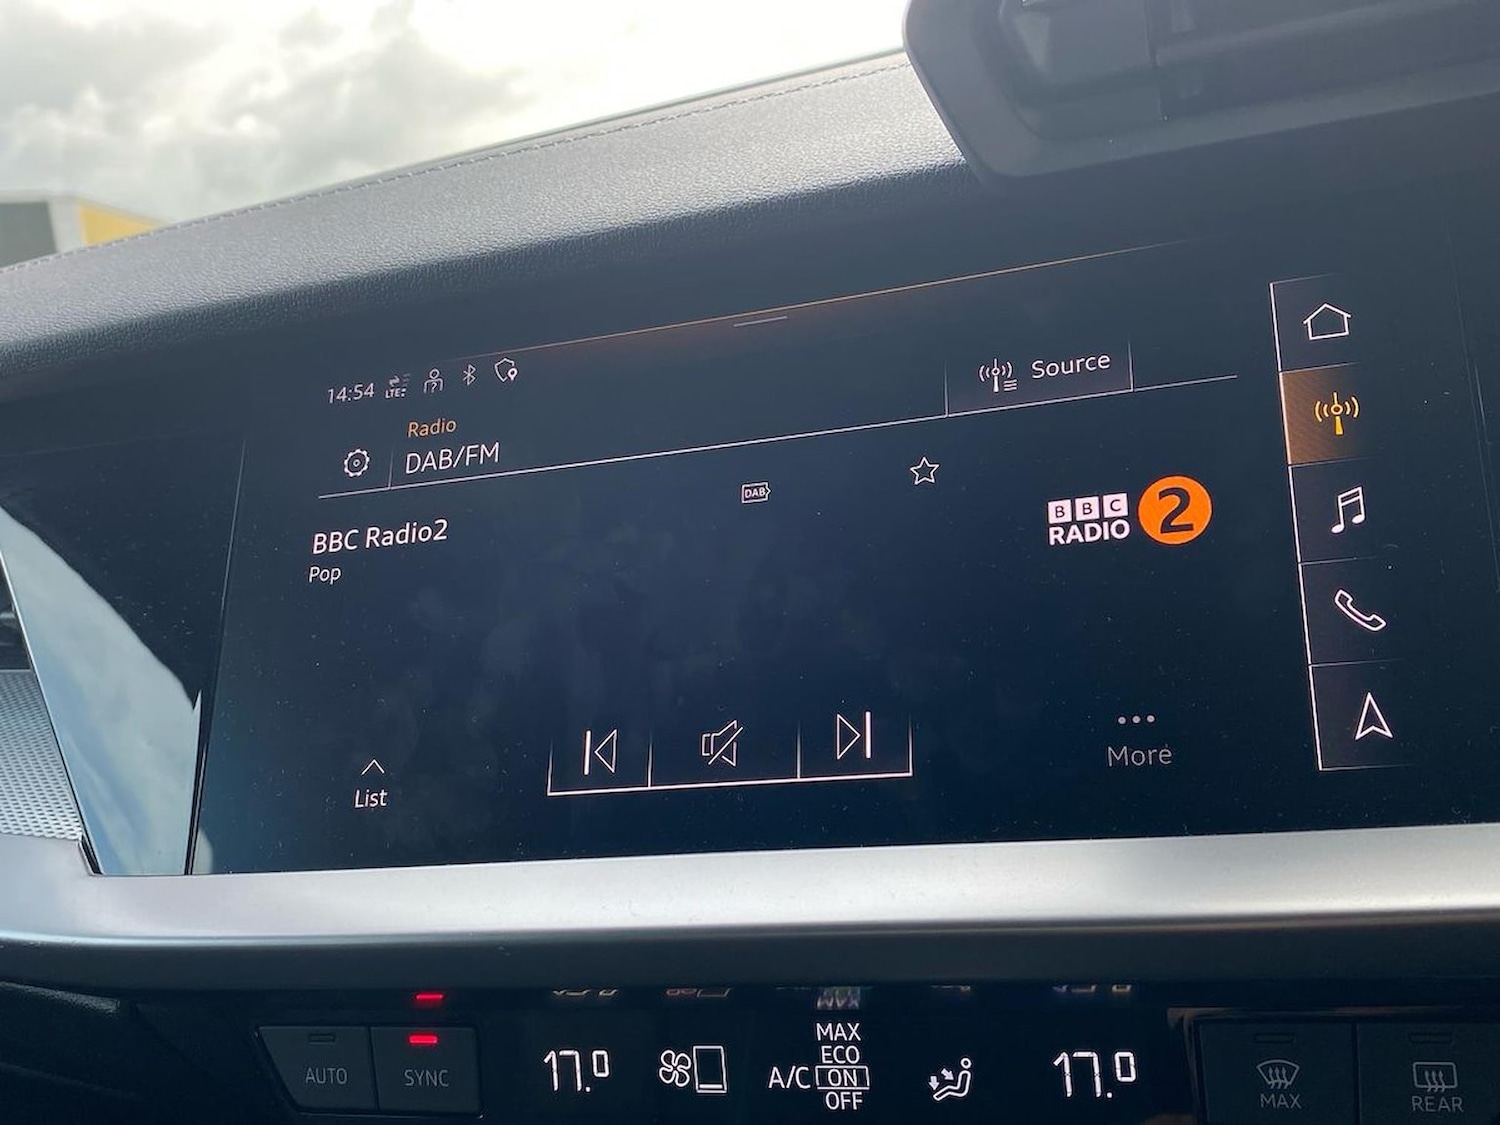 14:54 LTE
Source
Radio
DAB/FM
DAB
BBC Radio2
Pop
BBC
RADIO 2
More
List
AUTO
SYNC
17.0
A/C
MAX
ECO
ON
OFF
17.0
MAX
REAR